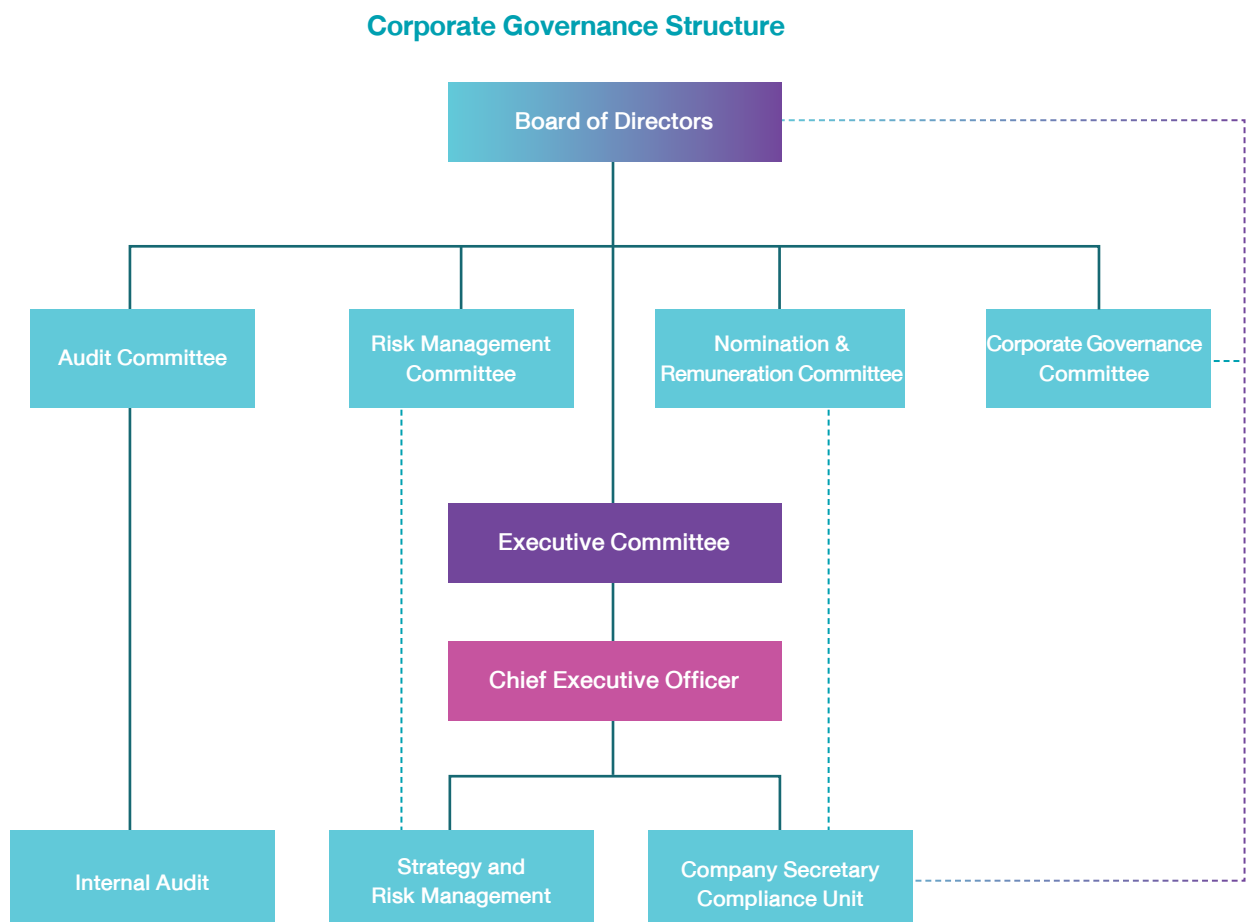 Corporate Governance Structure
Board of Directors
Audit Committee
Risk Management
Committee
Nomination &
Remuneration Committee
Corporate Governance
Committee
Executive Committee
Chief Executive Officer
Internal Audit
Strategy and
Risk Management
Company Secretary
Compliance Unit